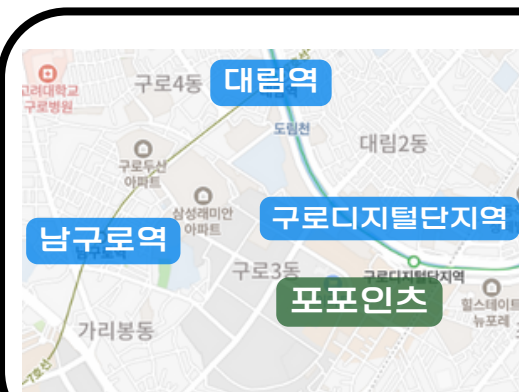 대림역
구로4동
고려대학교
구로병원
도림천
대림2동
구로두산
아파트
삼성래미안
아파트
구로디지털단지역
남구로역
구로3동
구로디지털단지역
포포인츠
힐스테이트
뉴포레
가리봉동
7호선